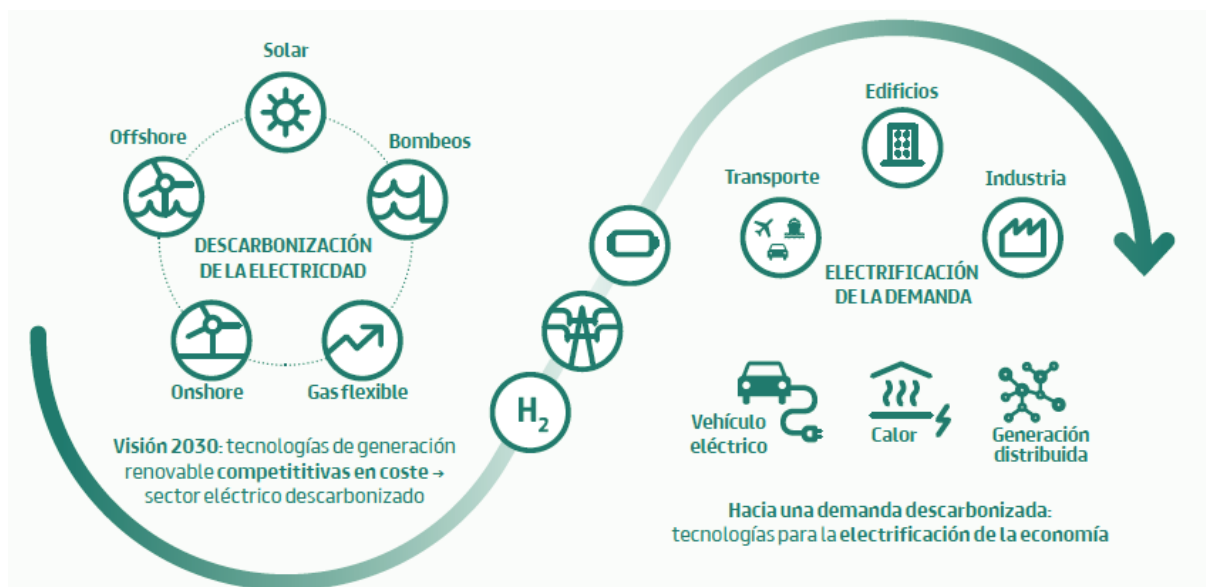 Solar
Offshore
Bombeos
DESCARBONIZACIÓN
DE LA ELECTRICDAD
Onshore
Gas flexible
Visión 2030: tecnologías de generación
renovable competititivas en coste →
sector eléctrico descarbonizado
H2
Edificios
Transporte
Industria
ELECTRIFICACIÓN
DE LA DEMANDA
Vehículo
eléctrico
Calor
Generación
distribuida
Hacia una demanda descarbonizada:
tecnologías para la electrificación de la economía